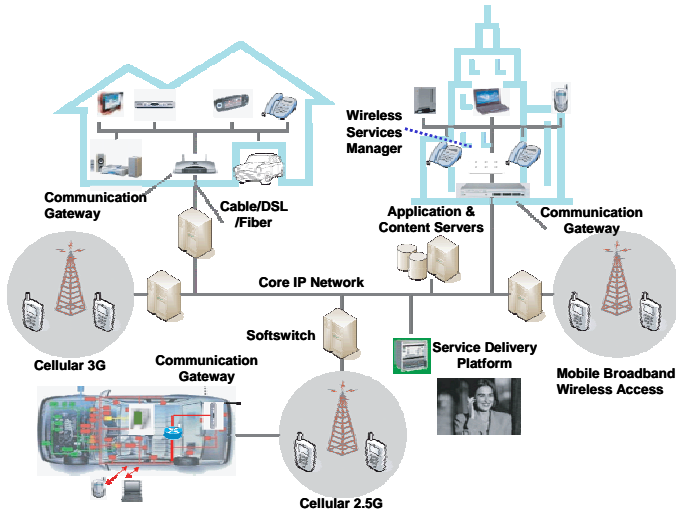 Wireless
Services
Manager
Communication
Gateway
Cable/DSL
/Fiber
Application &
Content Servers
Communication
Gateway
Core IP Network
Softswitch
Cellular 3G
Communication
Gateway
Service Delivery
Platform
Mobile Broadband
Wireless Access
Cellular 2.5G